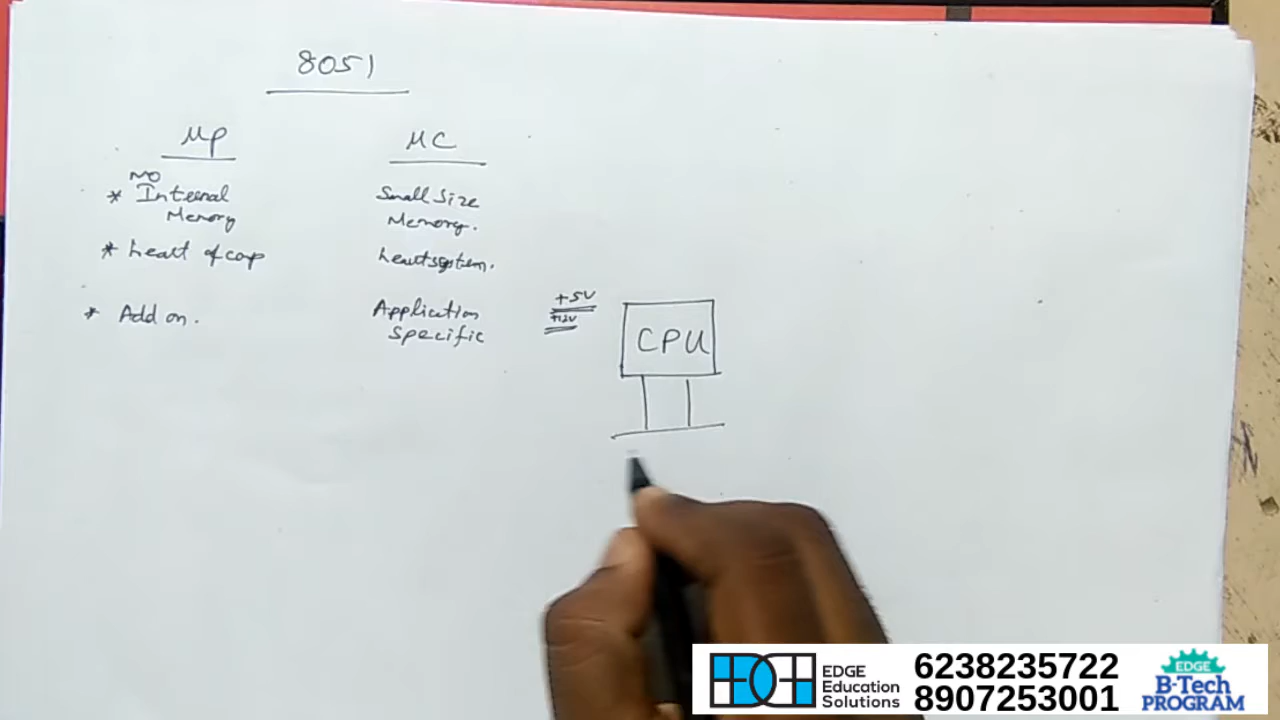 8051
μp
μC
* NO Internal
Memory
Small Size
Memory.
* heart of comp
heart system.
* Add on.
Application
Specific
+5V
+12V
CPU
EDGE
Education
Solutions
6238235722
8907253001
EDGE
B-Tech
PROGRAM